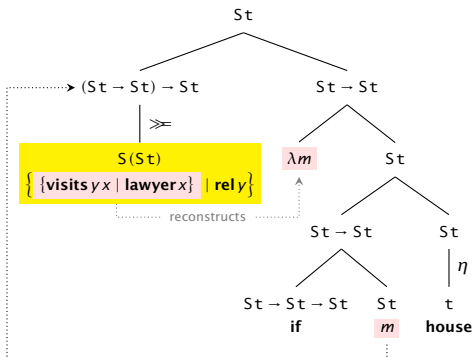 St
(St → St) → St St → St
≫=
S(St) λm St
{ {visits y x | lawyer x} | rel y}
reconstructs
St → St St
η
St → St → St St t
if m house